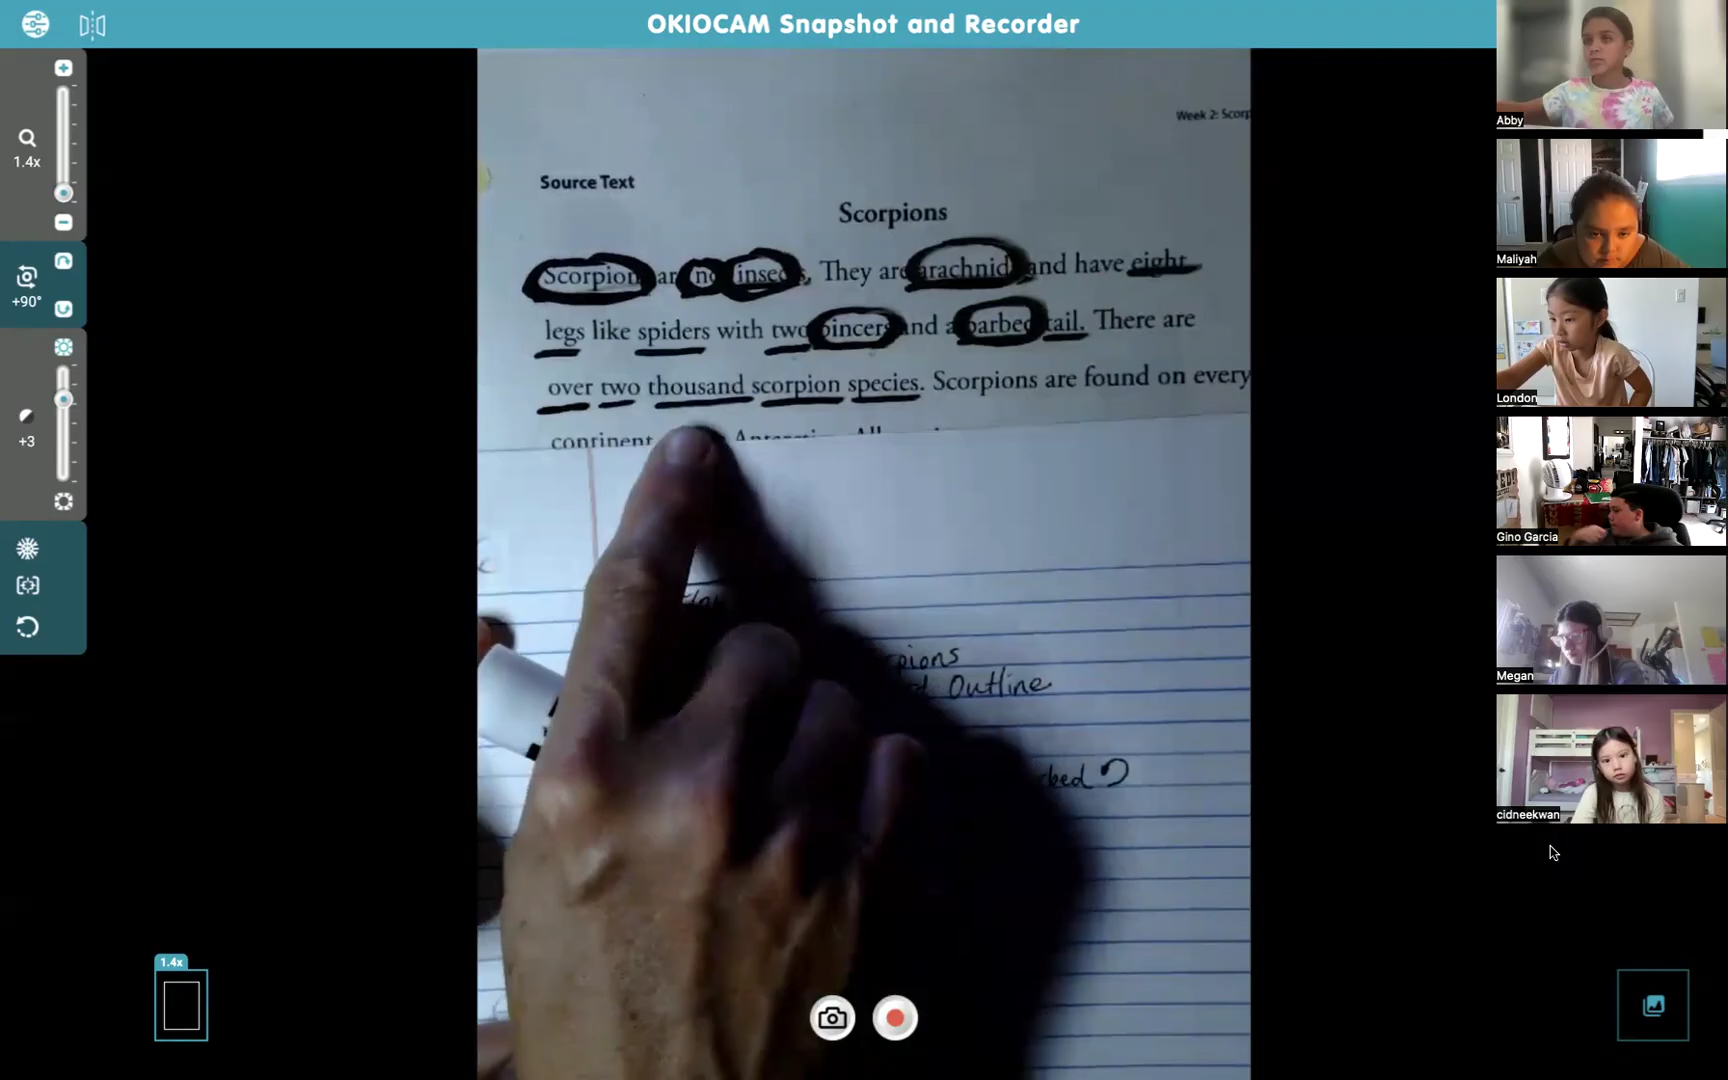 OKIOCAM Snapshot and Recorder
1.4x
+90°
+3
1.4x
Week 2: Scorp
Source Text
Scorpions
Scorpions are not insects. They are arachnids and have eight
legs like spiders with two pincers and a barbed tail. There are
over two thousand scorpion species. Scorpions are found on every
continent
Outline
Abby
Maliyah
London
Gino Garcia
Megan
cidneekwan